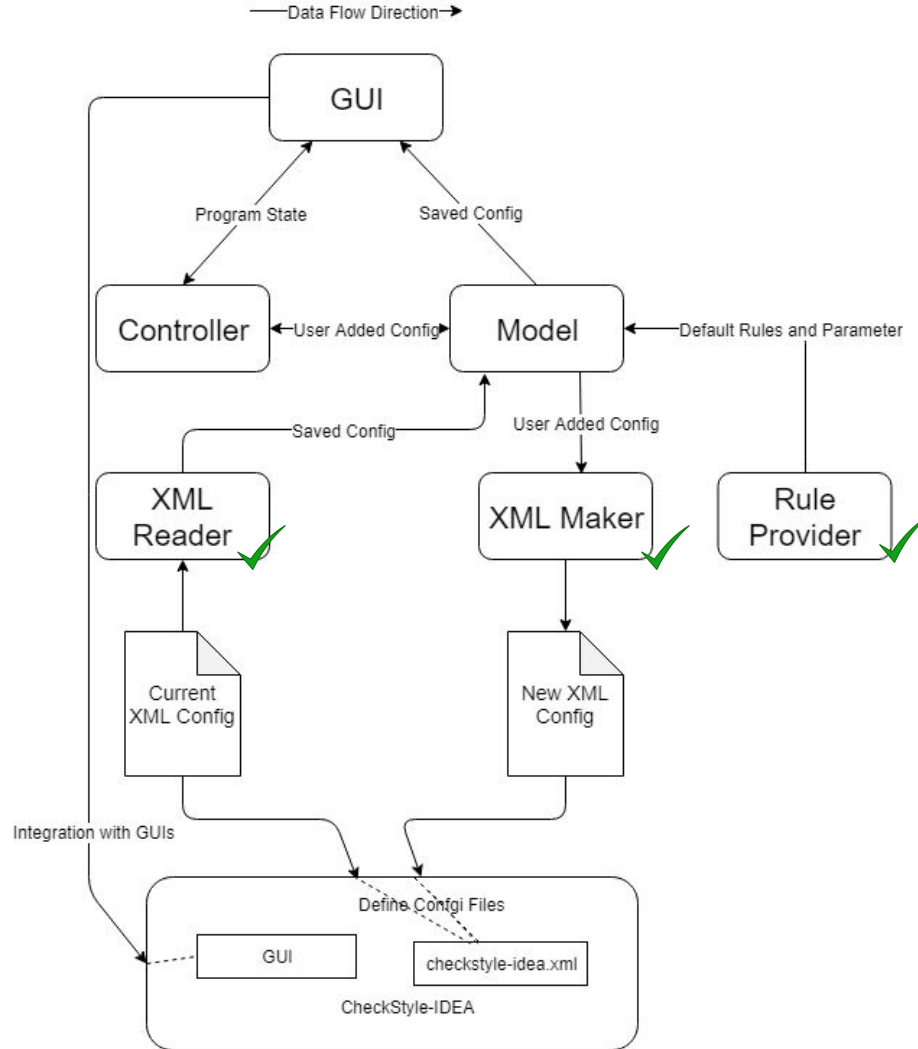 Data Flow Direction
GUI
Program State
Saved Config
Controller
User Added Config
Model
Default Rules and Parameter
Saved Config
User Added Config
XML
Reader
XML Maker
Rule
Provider
Current
XML Config
New XML
Config
Integration with GUIs
Define Confgi Files
GUI
checkstyle-idea.xml
CheckStyle-IDEA